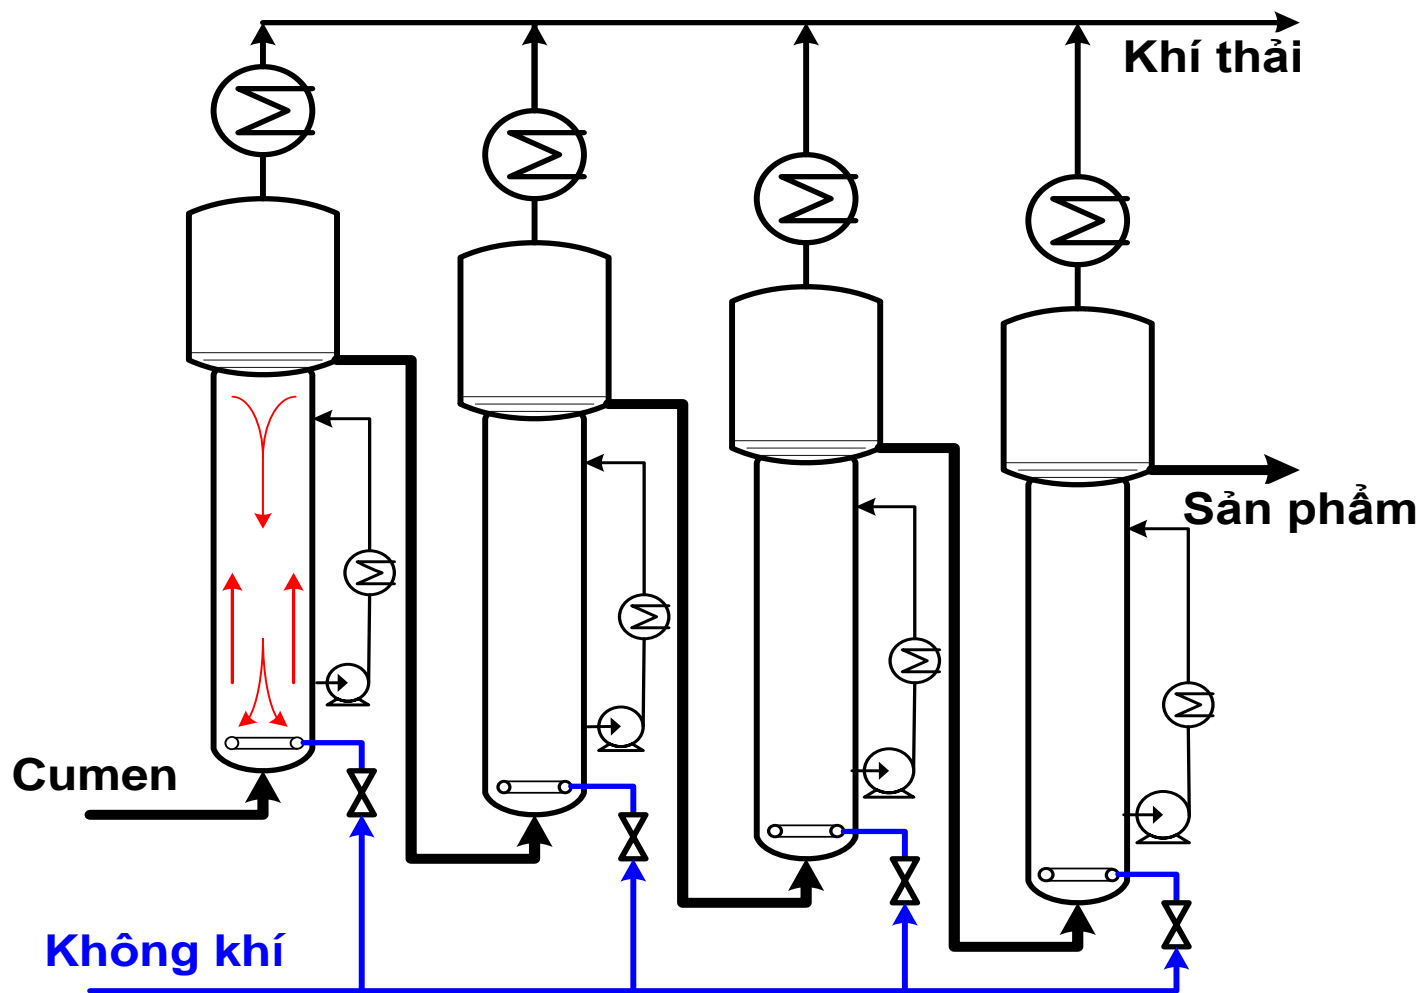 Khí thải
Sản phẩm
Cumen
Không khí